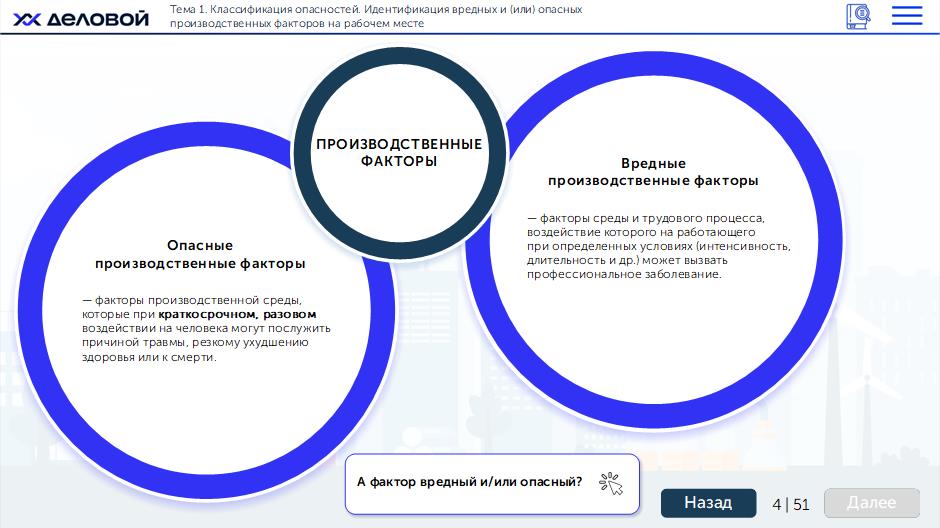 ДЕЛОВОЙ
Тема 1. Классификация опасностей. Идентификация вредных и (или) опасных
производственных факторов на рабочем месте
ПРОИЗВОДСТВЕННЫЕ
ФАКТОРЫ
Опасные
производственные факторы
— факторы производственной среды,
которые при краткосрочном, разовом
воздействии на человека могут послужить
причиной травмы, резкому ухудшению
здоровья или к смерти.
Вредные
производственные факторы
— факторы среды и трудового процесса,
воздействие которого на работающего
при определенных условиях (интенсивность,
длительность и др.) может вызвать
профессиональное заболевание.
А фактор вредный и/или опасный?
Назад
4 | 51
Далее